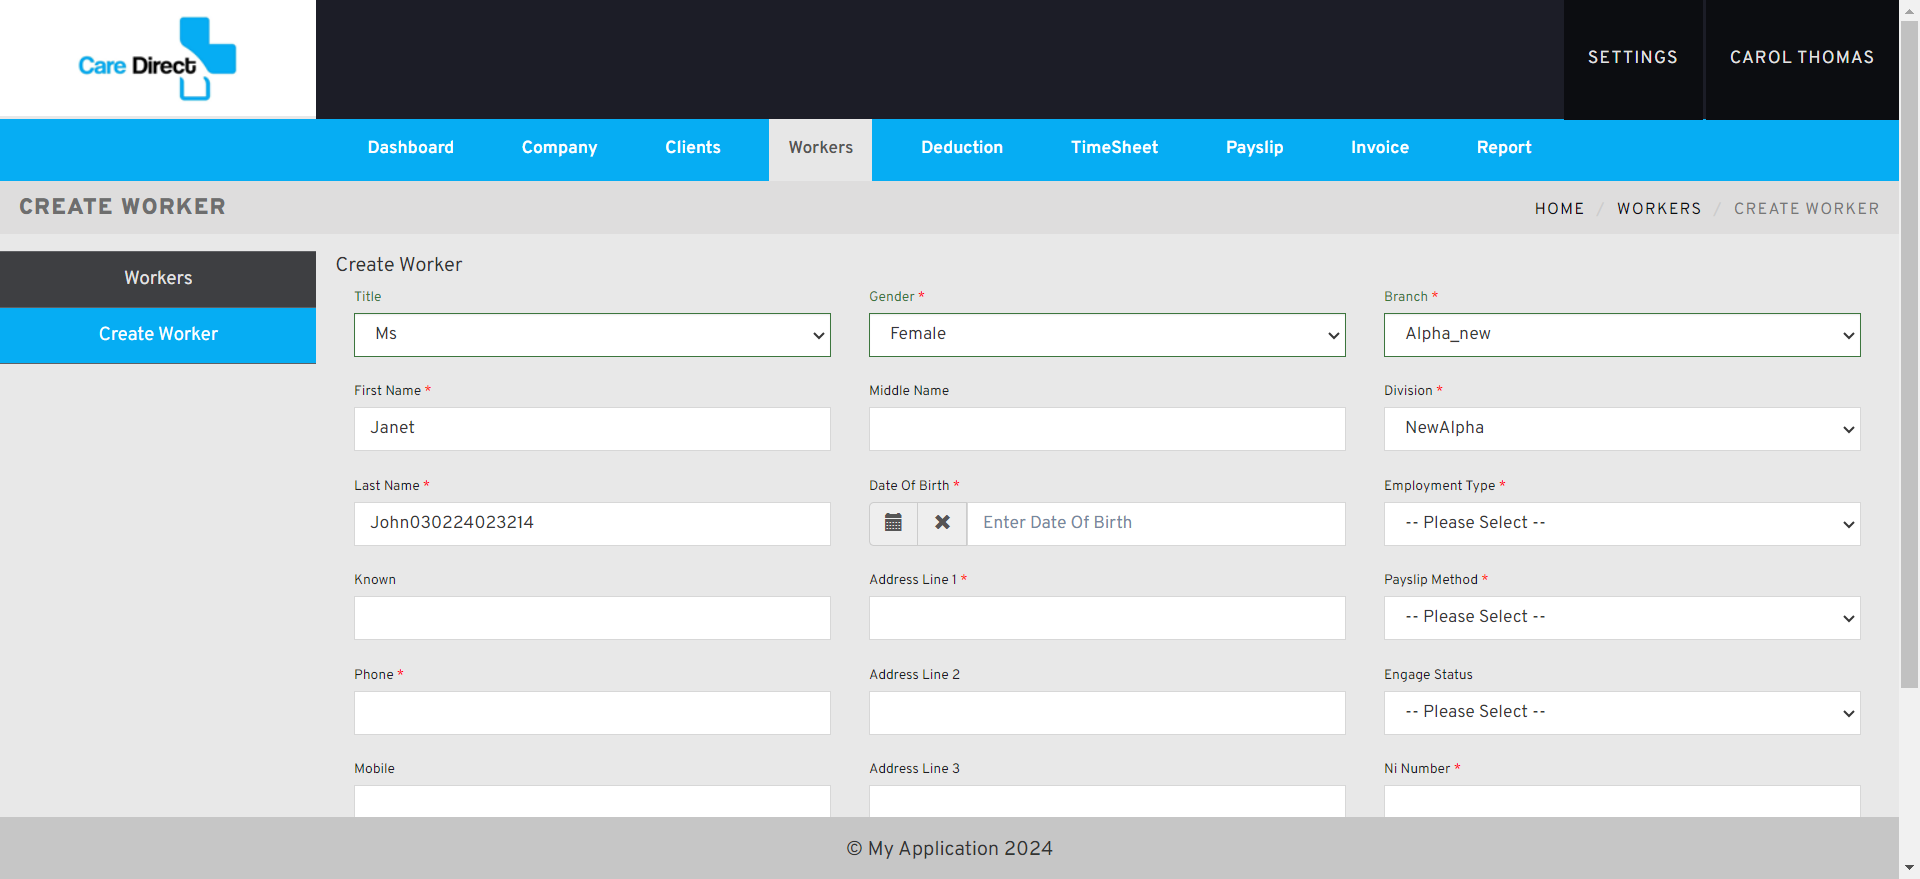 Care Direct
SETTINGS
CAROL THOMAS
Dashboard
Company
Clients
Workers
Deduction
TimeSheet
Payslip
Invoice
Report
CREATE WORKER
HOME / WORKERS / CREATE WORKER
Workers
Create Worker
Create Worker
Title
Gender *
Branch *
Ms
Female
Alpha_new
First Name *
Middle Name
Division *
Janet
NewAlpha
Last Name *
Date Of Birth *
Employment Type *
John030224023214
Enter Date Of Birth
-- Please Select --
Known
Address Line 1 *
Payslip Method *
-- Please Select --
Phone *
Address Line 2
Engage Status
-- Please Select --
Mobile
Address Line 3
Ni Number *
© My Application 2024